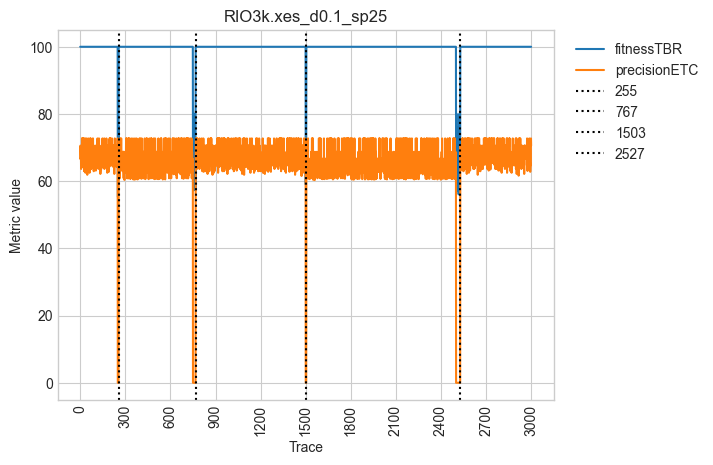 RIO3k.xes_d0.1_sp25
fitnessTBR
precisionETC
255
767
1503
2527
Metric value
100
80
60
40
20
0
0 300 600 900 1200 1500 1800 2100 2400 2700 3000
Trace